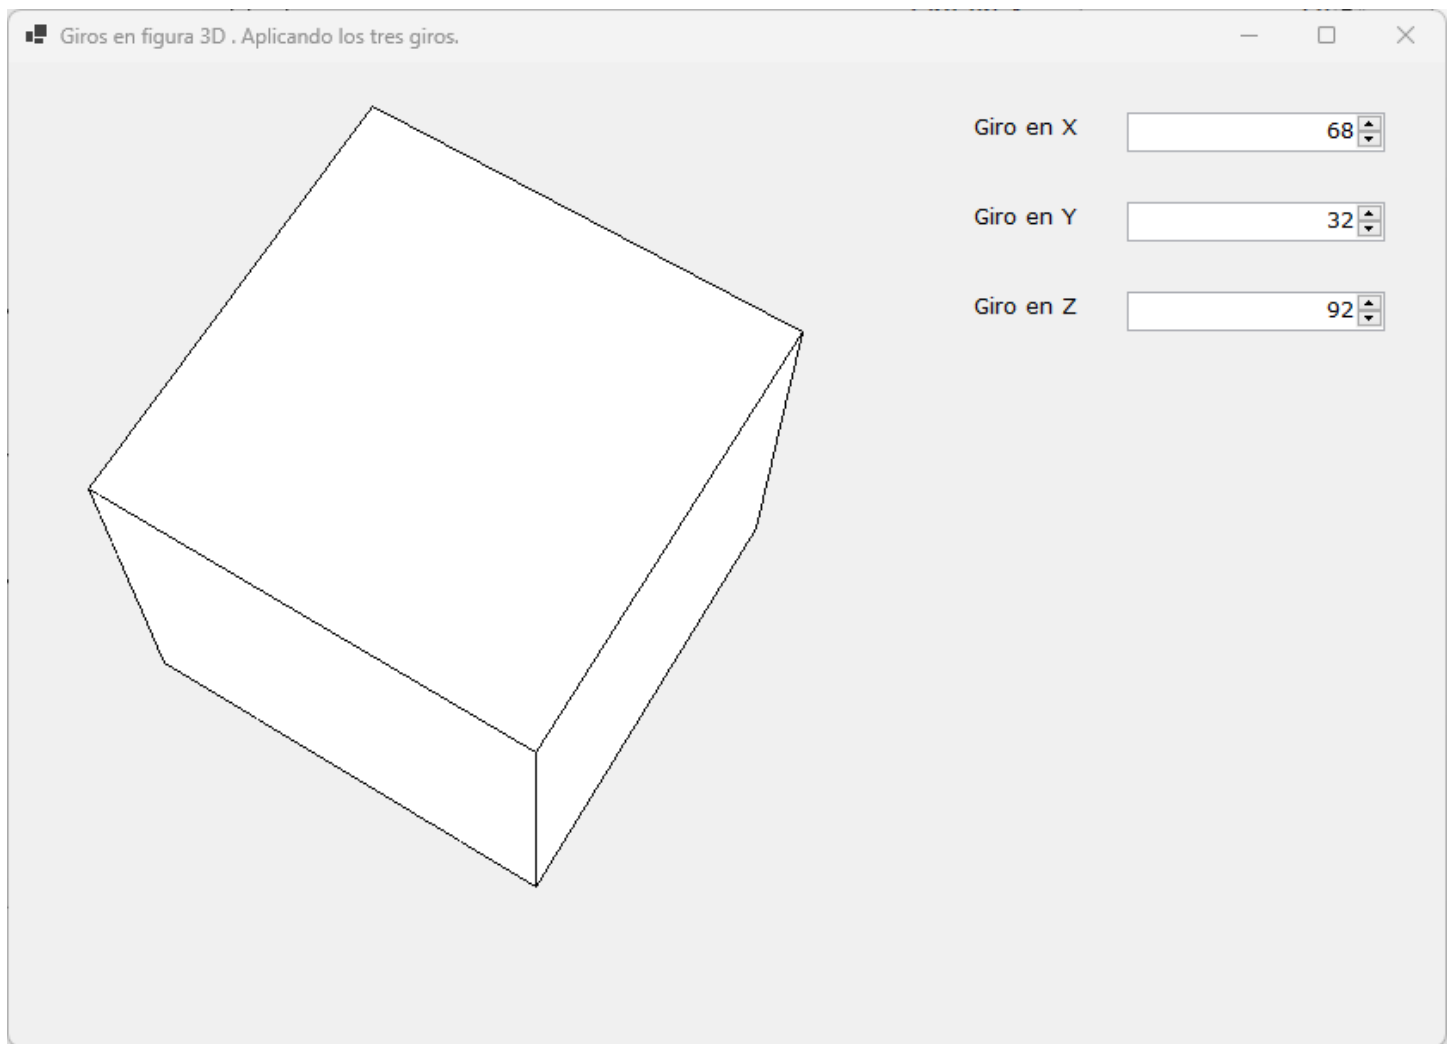 Giros en figura 3D . Aplicando los tres giros.
Giro en X 68
Giro en Y 32
Giro en Z 92